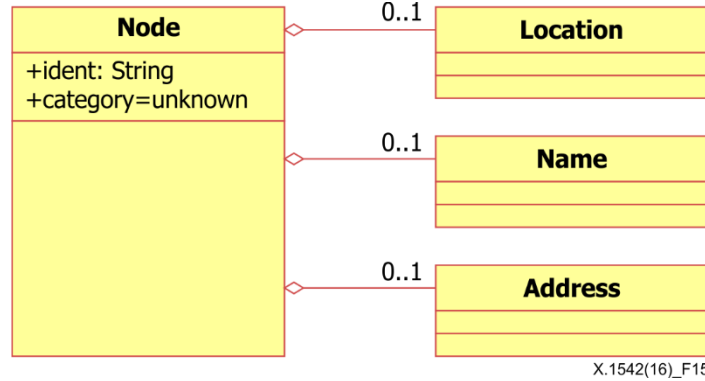 Node
+ident: String
+category=unknown
0..1
Location
0..1
Name
0..1
Address
X.1542(16)_F15